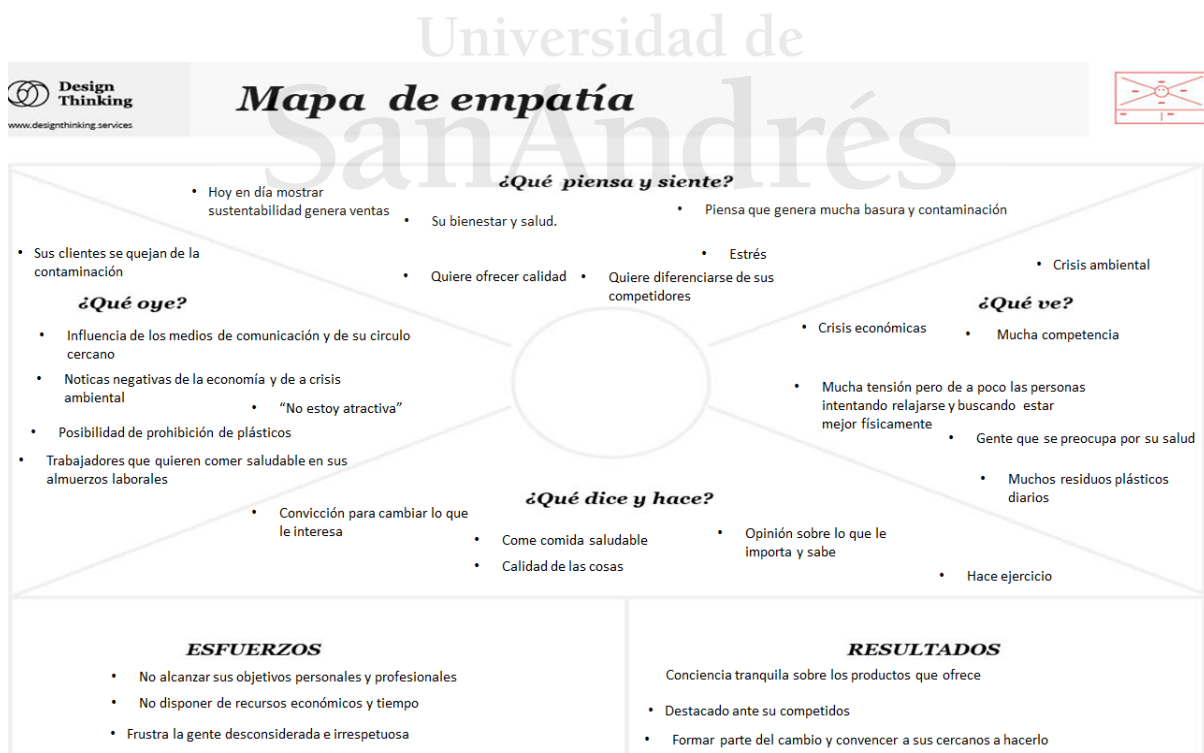 Universidad de
SanAndrés
Design
Thinking
www.designthinking.services
Mapa de empatía
¿Qué piensa y siente?
• Hoy en día mostrar
sustentabilidad genera ventas
• Su bienestar y salud.
• Piensa que genera mucha basura y contaminación
• Estrés
• Quiere ofrecer calidad
• Quiere diferenciarse de sus
competidores
• Sus clientes se quejan de la
contaminación
¿Qué oye?
• Influencia de los medios de comunicación y de su circulo
cercano
• Noticas negativas de la economía y de a crisis
ambiental
• “No estoy atractiva”
• Posibilidad de prohibición de plásticos
• Trabajadores que quieren comer saludable en sus
almuerzos laborales
• Crisis ambiental
¿Qué ve?
• Crisis económicas
• Mucha competencia
• Mucha tensión pero de a poco las personas
intentando relajarse y buscando estar
mejor físicamente
• Gente que se preocupa por su salud
• Muchos residuos plásticos
diarios
¿Qué dice y hace?
• Convicción para cambiar lo que
le interesa
• Come comida saludable
• Calidad de las cosas
• Opinión sobre lo que le
importa y sabe
• Hace ejercicio
ESFUERZOS
• No alcanzar sus objetivos personales y profesionales
• No disponer de recursos económicos y tiempo
• Frustra la gente desconsiderada e irrespetuosa
RESULTADOS
Conciencia tranquila sobre los productos que ofrece
• Destacado ante su competidos
• Formar parte del cambio y convencer a sus cercanos a hacerlo